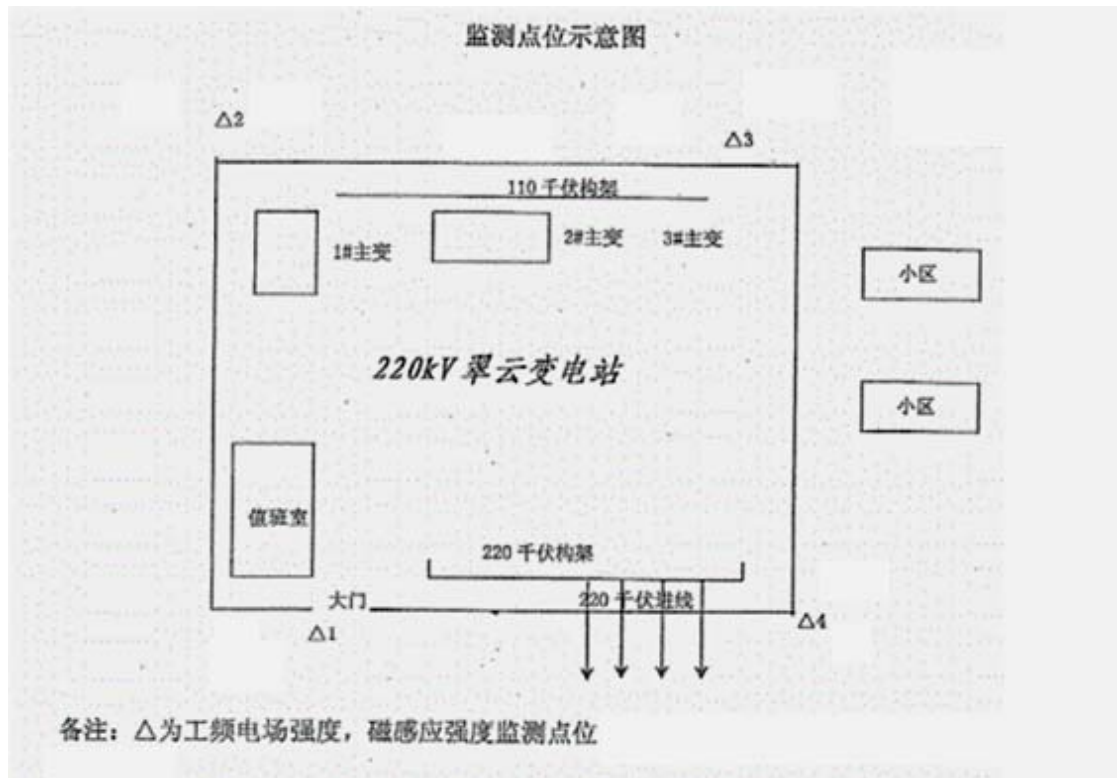 监测点位示意图
△2
△3
110 千伏构架
1#主变
2#主变
3#主变
小区
220kV 翠云变电站
小区
值班室
220 千伏构架
大门
220 千伏进线
△1
△4
备注：△为工频电场强度，磁感应强度监测点位